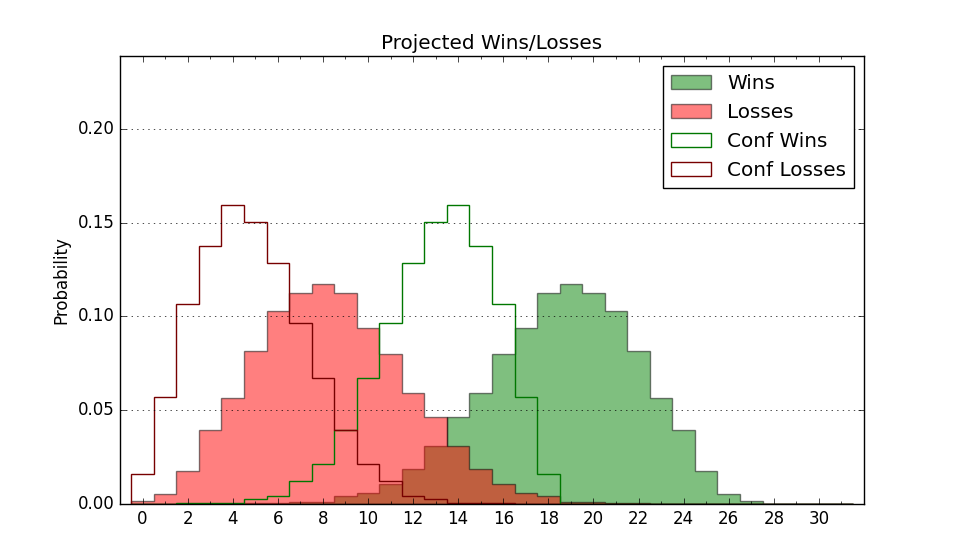 Projected Wins/Losses
Wins
Losses
Conf Wins
Conf Losses
Probability
0.20
0.15
0.10
0.05
0.00
0 2 4 6 8 10 12 14 16 18 20 22 24 26 28 30